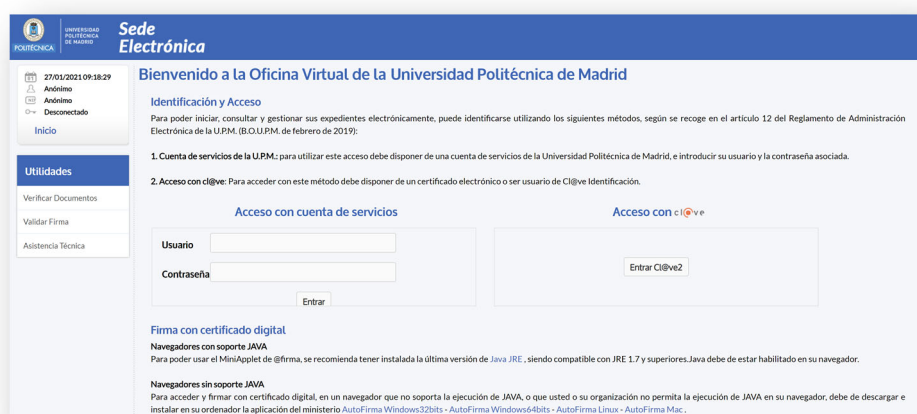 POLITÉCNICA
UNIVERSIDAD
POLITÉCNICA
DE MADRID
Sede
Electrónica
27/01/2021 09:18:29
Anónimo
Anónimo
Desconectado
Inicio
Utilidades
Verificar Documentos
Validar Firma
Asistencia Técnica
Bienvenido a la Oficina Virtual de la Universidad Politécnica de Madrid
Identificación y Acceso
Para poder iniciar, consultar y gestionar sus expedientes electrónicamente, puede identificarse utilizando los siguientes métodos, según se recoge en el artículo 12 del Reglamento de Administración
Electrónica de la U.P.M. (B.O.U.P.M. de febrero de 2019):
1. Cuenta de servicios de la U.P.M.: para utilizar este acceso debe disponer de una cuenta de servicios de la Universidad Politécnica de Madrid, e introducir su usuario y la contraseña asociada.
2. Acceso con cl@ve: Para acceder con este método debe disponer de un certificado electrónico o ser usuario de Cl@ve Identificación.
Acceso con cuenta de servicios
Usuario
Contraseña
Entrar
Acceso con cl@ve
Entrar Cl@ve2
Firma con certificado digital
Navegadores con soporte JAVA
Para poder usar el MiniApplet de @firma, se recomienda tener instalada la última versión de Java JRE , siendo compatible con JRE 1.7 y superiores.Java debe de estar habilitado en su navegador.
Navegadores sin soporte JAVA
Para acceder y firmar con certificado digital, en un navegador que no soporta la ejecución de JAVA, o que usted o su organización no permita la ejecución de JAVA en su navegador, debe de descargar e
instalar en su ordenador la aplicación del ministerio AutoFirma Windows32bits - AutoFirma Windows64bits - AutoFirma Linux - AutoFirma Mac .